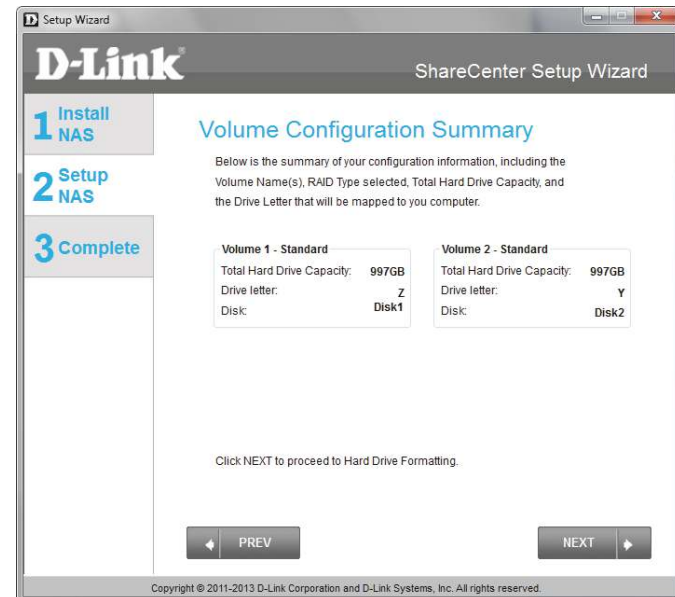 Setup Wizard
D-Link
ShareCenter Setup Wizard
1 Install NAS
2 Setup NAS
3 Complete
Volume Configuration Summary
Below is the summary of your configuration information, including the
Volume Name(s), RAID Type selected, Total Hard Drive Capacity, and
the Drive Letter that will be mapped to you computer.
Volume 1 - Standard
Total Hard Drive Capacity: 997GB
Drive letter: Z
Disk: Disk1
Volume 2 - Standard
Total Hard Drive Capacity: 997GB
Drive letter: Y
Disk: Disk2
Click NEXT to proceed to Hard Drive Formatting.
PREV
NEXT
Copyright © 2011-2013 D-Link Corporation and D-Link Systems, Inc. All rights reserved.